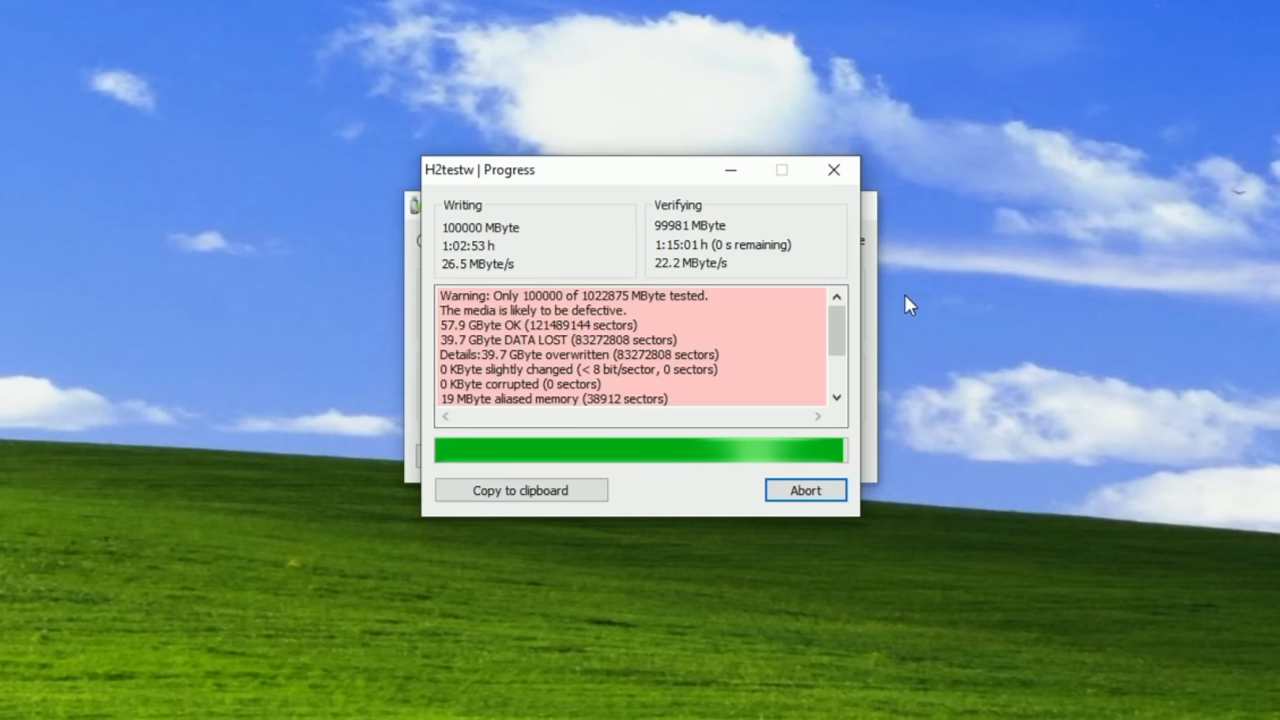 H2testw | Progress
Writing
100000 MByte
1:02:53 h
26.5 MByte/s
Verifying
99981 MByte
1:15:01 h (0 s remaining)
22.2 MByte/s
Warning: Only 100000 of 1022875 MByte tested.
The media is likely to be defective.
57.9 GByte OK (121489144 sectors)
39.7 GByte DATA LOST (83272808 sectors)
Details:39.7 GByte overwritten (83272808 sectors)
0 KByte slightly changed (< 8 bit/sector, 0 sectors)
0 KByte corrupted (0 sectors)
19 MByte aliased memory (38912 sectors)
Copy to clipboard
Abort